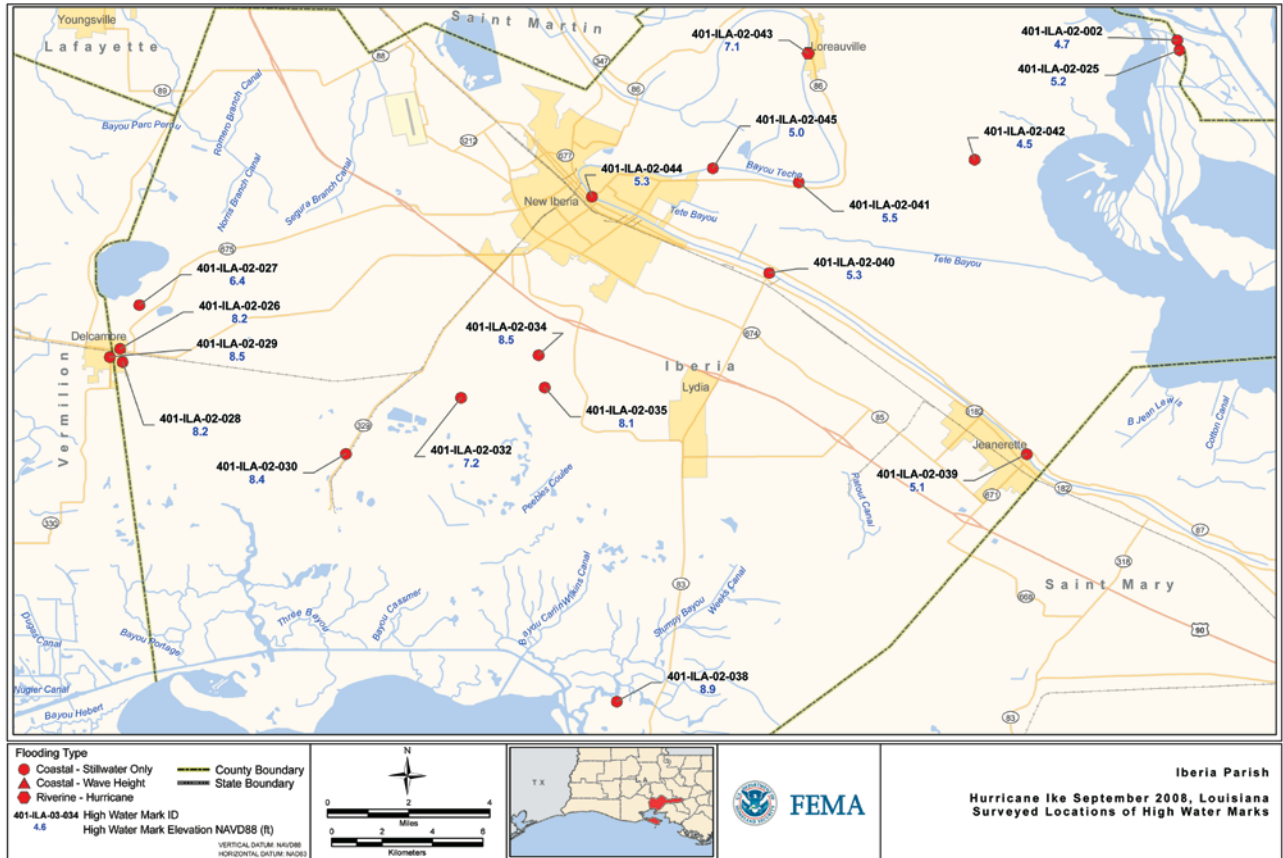 Youngsville
Lafayette
Saint Martin
401-ILA-02-043
7.1
Loreauville
401-ILA-02-002
4.7
401-ILA-02-025
5.2
88
347
86
86
89
Bayou Parc Perdu
Romero Branch Canal
Norris Branch Canal
Segura Branch Canal
3212
677
401-ILA-02-045
5.0
401-ILA-02-042
4.5
401-ILA-02-044
5.3
Bayou Teche
New Iberia
401-ILA-02-041
5.5
Tete Bayou
Tete Bayou
675
401-ILA-02-027
6.4
401-ILA-02-040
5.3
401-ILA-02-026
8.2
Delcambre
401-ILA-02-029
8.5
401-ILA-02-034
8.5
674
Iberia
Vermilion
401-ILA-02-028
8.2
401-ILA-02-035
8.1
Lydia
85
182
B Jean Lewis
Cotton Canal
329
401-ILA-02-030
8.4
401-ILA-02-032
7.2
Peebles Coulee
Jeanerette
401-ILA-02-039
5.1
Patout Canal
671
182
330
87
318
Saint Mary
668
90
83
Dugas Canal
Bayou Portage
Three Bayou
Bayou Cassmer
Bayou Carlin
Wilkins Canal
Stumpy Bayou
Weeks Canal
Nugier Canal
Bayou Hebert
401-ILA-02-038
8.9
83
Flooding Type
Coastal - Stillwater Only
Coastal - Wave Height
Riverine - Hurricane
County Boundary
State Boundary
401-ILA-03-034 High Water Mark ID
4.6 High Water Mark Elevation NAVD88 (ft)
VERTICAL DATUM: NAVD88
HORIZONTAL DATUM: NAD83
N
0 2 4
Miles
0 2 4 6
Kilometers
TX
FEMA
Iberia Parish
Hurricane Ike September 2008, Louisiana
Surveyed Locations of High Water Marks